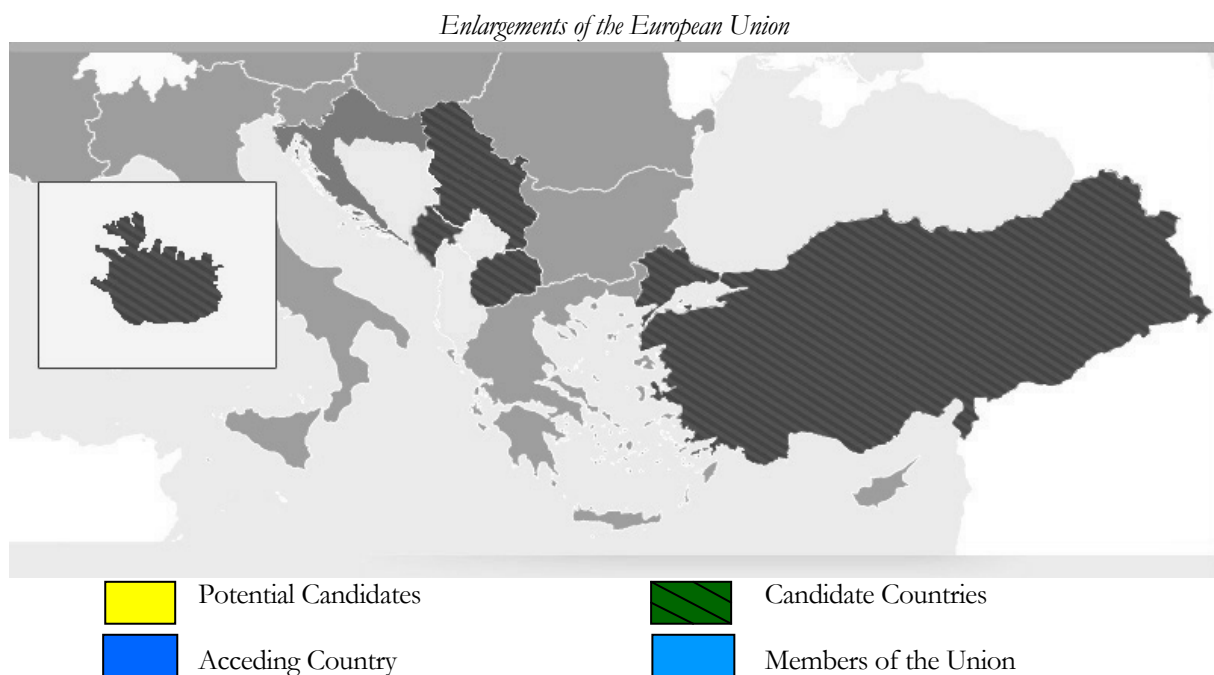 Enlargements of the European Union
Potential Candidates
Candidate Countries
Acceding Country
Members of the Union